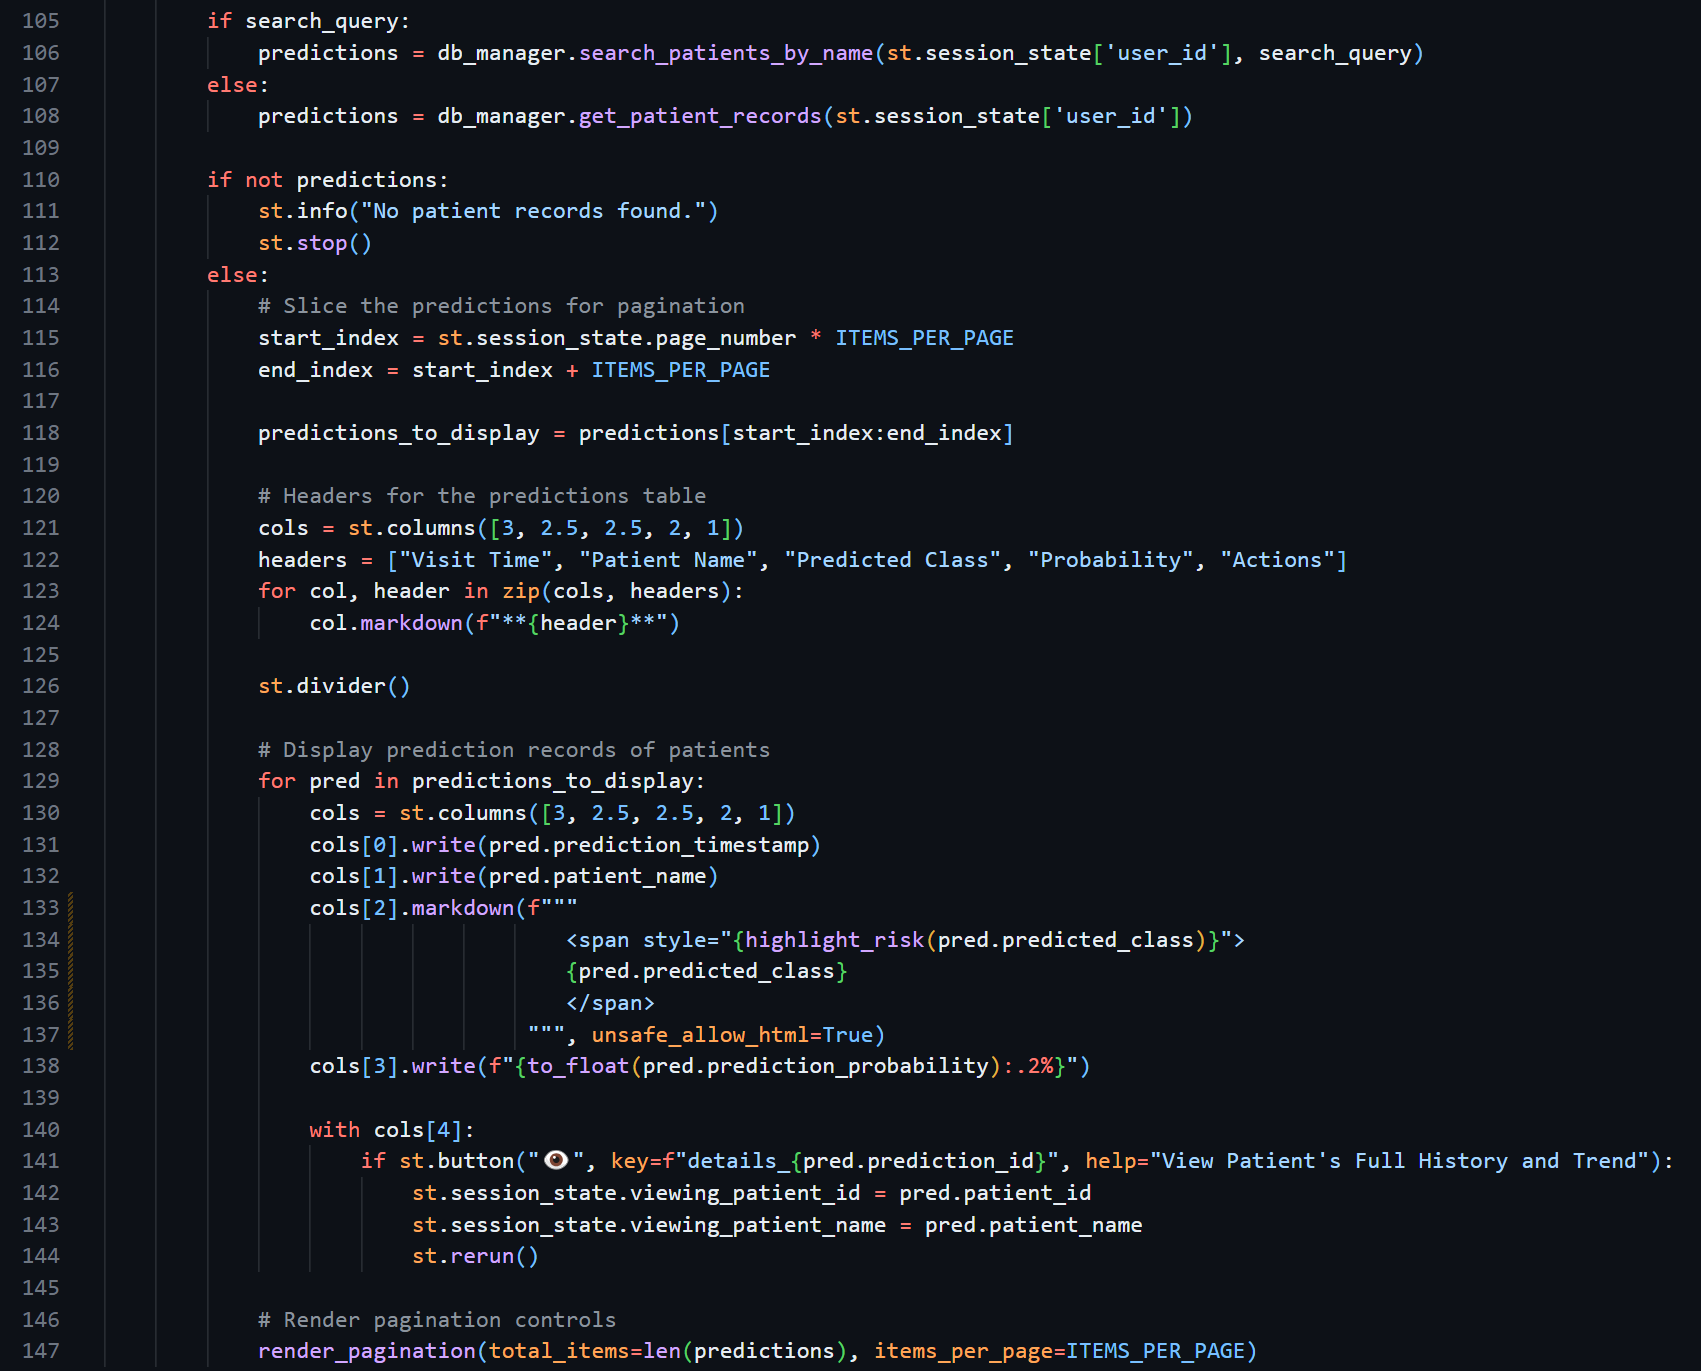 105 if search_query:
106 predictions = db_manager.search_patients_by_name(st.session_state['user_id'], search_query)
107 else:
108 predictions = db_manager.get_patient_records(st.session_state['user_id'])
109
110 if not predictions:
111 st.info("No patient records found.")
112 st.stop()
113 else:
114 # Slice the predictions for pagination
115 start_index = st.session_state.page_number * ITEMS_PER_PAGE
116 end_index = start_index + ITEMS_PER_PAGE
117
118 predictions_to_display = predictions[start_index:end_index]
119
120 # Headers for the predictions table
121 cols = st.columns([3, 2.5, 2.5, 2, 1])
122 headers = ["Visit Time", "Patient Name", "Predicted Class", "Probability", "Actions"]
123 for col, header in zip(cols, headers):
124 col.markdown(f"**{header}**")
125
126 st.divider()
127
128 # Display prediction records of patients
129 for pred in predictions_to_display:
130 cols = st.columns([3, 2.5, 2.5, 2, 1])
131 cols[0].write(pred.prediction_timestamp)
132 cols[1].write(pred.patient_name)
133 cols[2].markdown(f"""
134 <span style="{highlight_risk(pred.predicted_class)}">
135 {pred.predicted_class}
136 </span>
137 """, unsafe_allow_html=True)
138 cols[3].write(f"{to_float(pred.prediction_probability):.2%}")
139
140 with cols[4]:
141 if st.button("👁️", key=f"details_{pred.prediction_id}", help="View Patient's Full History and Trend"):
142 st.session_state.viewing_patient_id = pred.patient_id
143 st.session_state.viewing_patient_name = pred.patient_name
144 st.rerun()
145
146 # Render pagination controls
147 render_pagination(total_items=len(predictions), items_per_page=ITEMS_PER_PAGE)